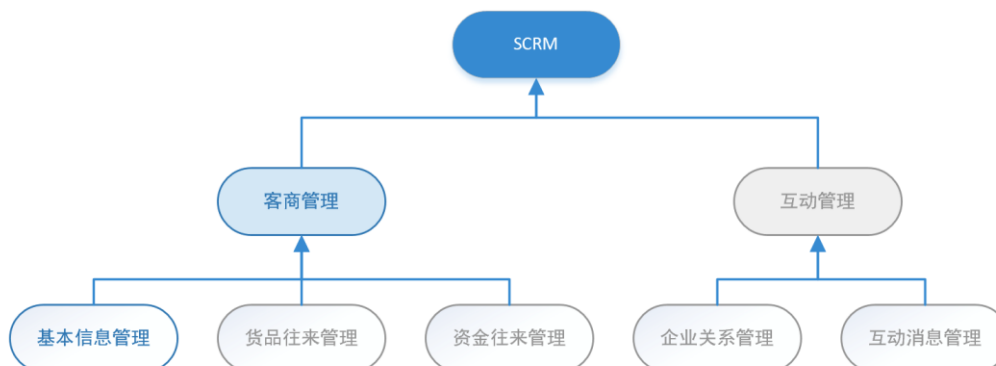 SCRM
客商管理
互动管理
基本信息管理
货品往来管理
资金往来管理
企业关系管理
互动消息管理